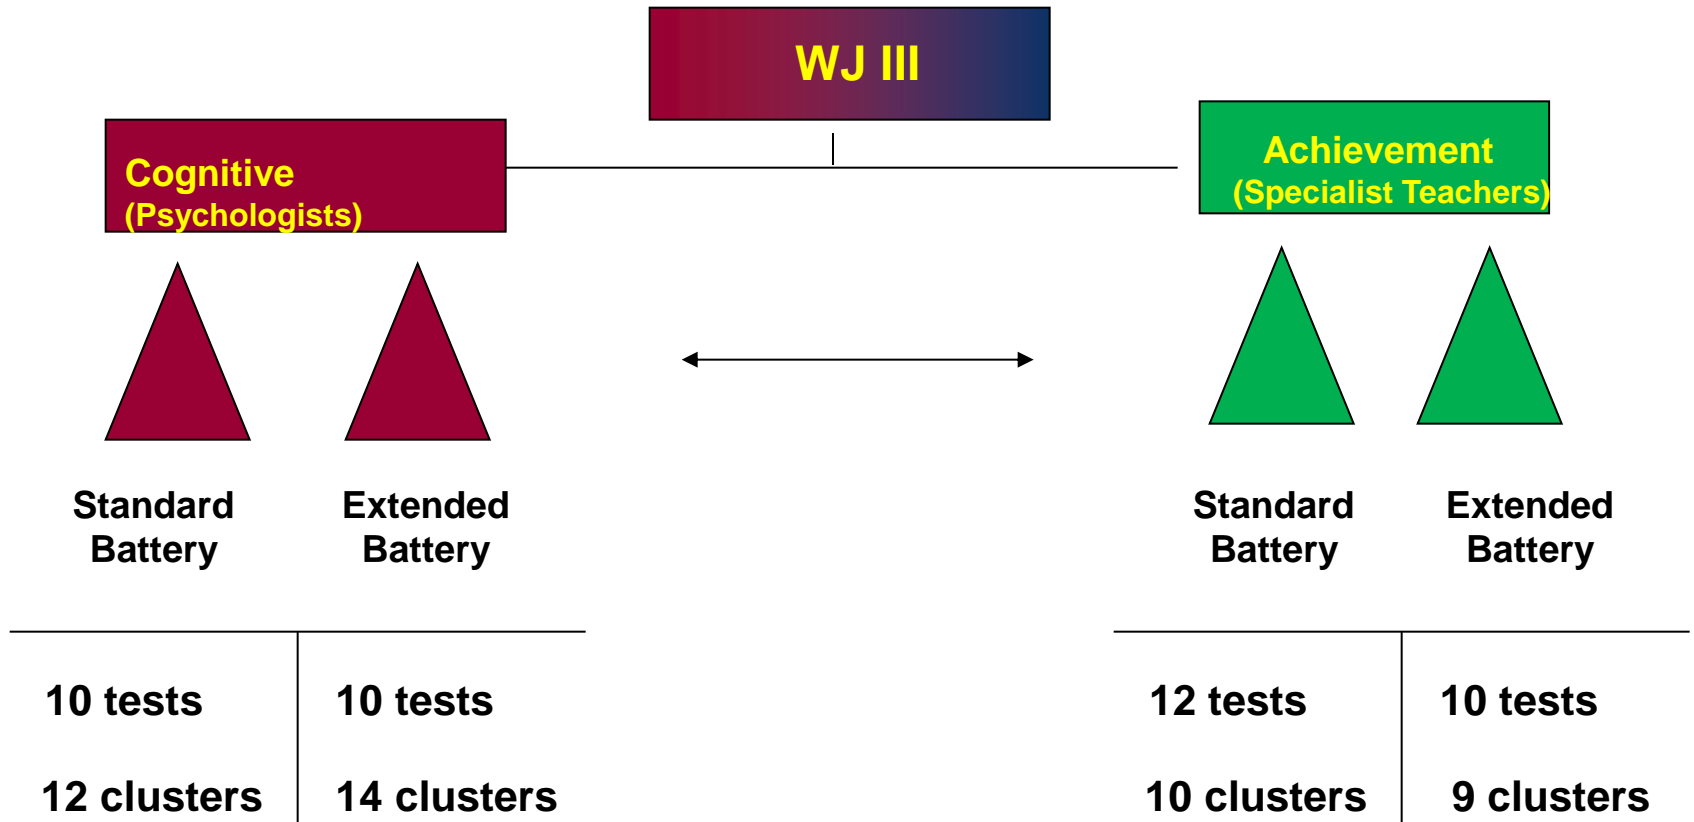 WJ III
Cognitive
(Psychologists)
Achievement
(Specialist Teachers)
Standard
Battery
Extended
Battery
Standard
Battery
Extended
Battery
10 tests
10 tests
12 tests
10 tests
12 clusters
14 clusters
10 clusters
9 clusters